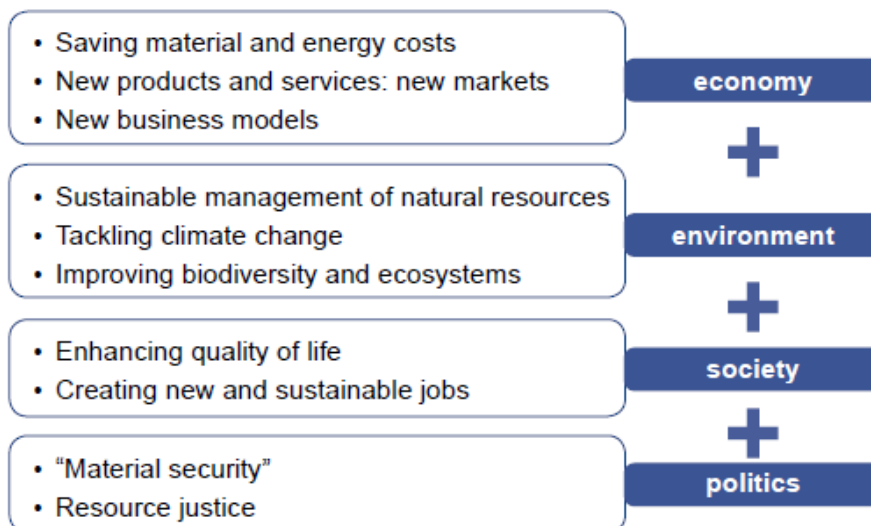 • Saving material and energy costs
• New products and services: new markets
• New business models
economy
• Sustainable management of natural resources
• Tackling climate change
• Improving biodiversity and ecosystems
environment
• Enhancing quality of life
• Creating new and sustainable jobs
society
• “Material security”
• Resource justice
politics